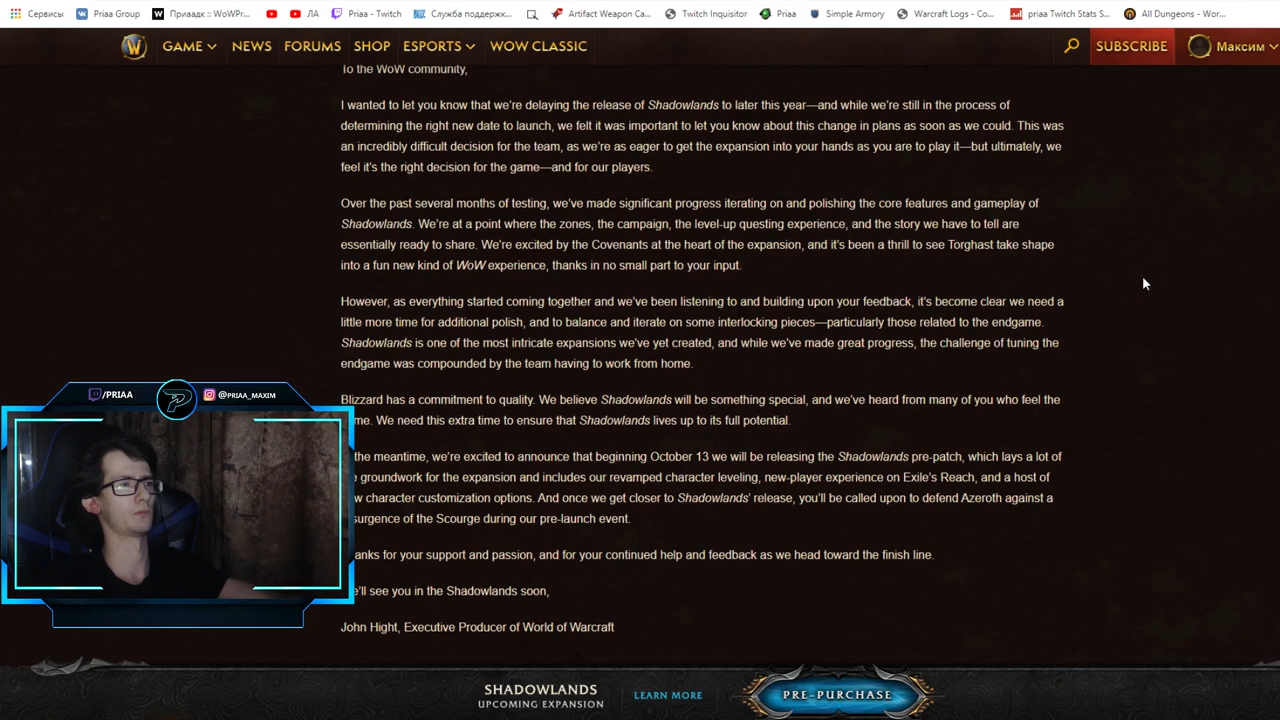 Сервисы Priaa Group Приаадк :: WoWPr... ЛА Priaa - Twitch Служба поддержк... Artifact Weapon Ca... Twitch Inquisitor Priaa Simple Armory Warcraft Logs - Co... priaa Twitch Stats S... All Dungeons - Wor...
GAME NEWS FORUMS SHOP ESPORTS WOW CLASSIC SUBSCRIBE Максим
To the WoW community,
I wanted to let you know that we're delaying the release of Shadowlands to later this year—and while we're still in the process of
determining the right new date to launch, we felt it was important to let you know about this change in plans as soon as we could. This was
an incredibly difficult decision for the team, as we're as eager to get the expansion into your hands as you are to play it—but ultimately, we
feel it's the right decision for the game—and for our players.
Over the past several months of testing, we've made significant progress iterating on and polishing the core features and gameplay of
Shadowlands. We're at a point where the zones, the campaign, the level-up questing experience, and the story we have to tell are
essentially ready to share. We're excited by the Covenants at the heart of the expansion, and it's been a thrill to see Torghast take shape
into a fun new kind of WoW experience, thanks in no small part to your input.
However, as everything started coming together and we've been listening to and building upon your feedback, it's become clear we need a
little more time for additional polish, and to balance and iterate on some interlocking pieces—particularly those related to the endgame.
Shadowlands is one of the most intricate expansions we've yet created, and while we've made great progress, the challenge of tuning the
endgame was compounded by the team having to work from home.
/PRIAA @PRIAA_MAXIM
Blizzard has a commitment to quality. We believe Shadowlands will be something special, and we've heard from many of you who feel the
me. We need this extra time to ensure that Shadowlands lives up to its full potential.
the meantime, we're excited to announce that beginning October 13 we will be releasing the Shadowlands pre-patch, which lays a lot of
groundwork for the expansion and includes our revamped character leveling, new-player experience on Exile's Reach, and a host of
w character customization options. And once we get closer to Shadowlands' release, you'll be called upon to defend Azeroth against a
surgence of the Scourge during our pre-launch event.
anks for your support and passion, and for your continued help and feedback as we head toward the finish line.
'll see you in the Shadowlands soon,
John Hight, Executive Producer of World of Warcraft
SHADOWLANDS
UPCOMING EXPANSION
LEARN MORE
PRE-PURCHASE